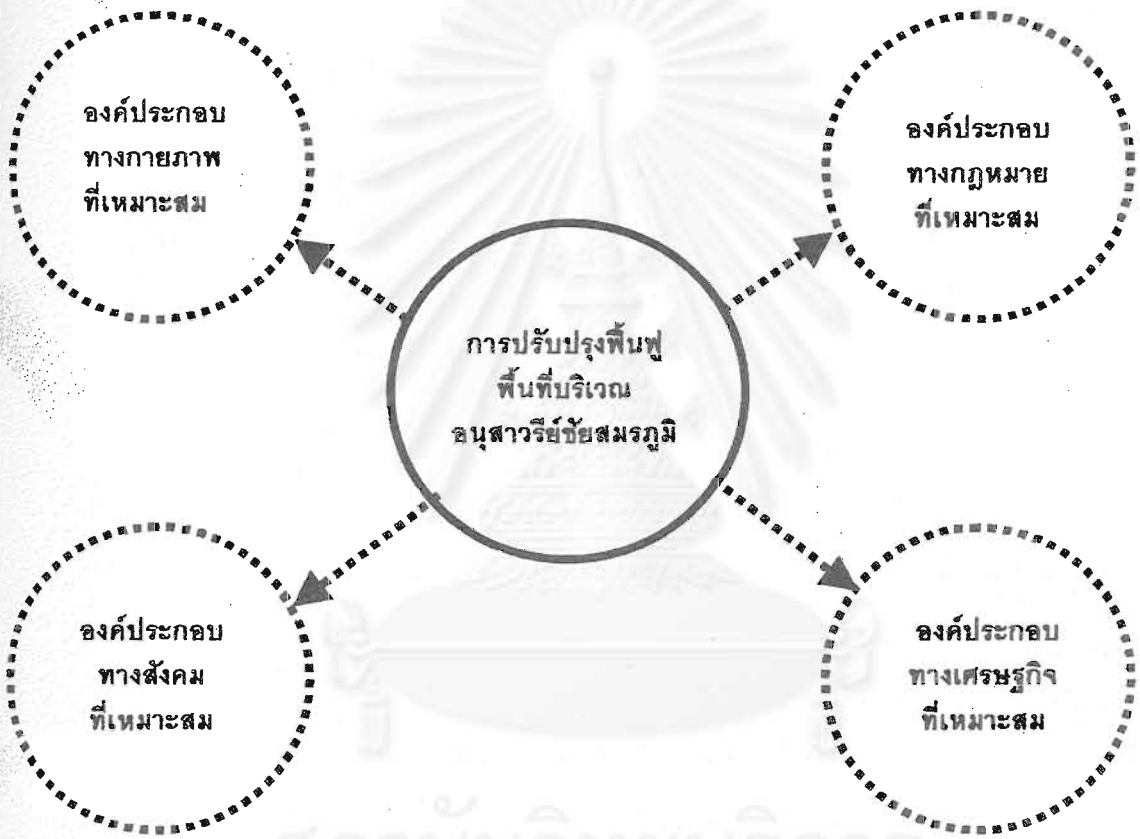 องค์ประกอบ
ทางกายภาพ
ที่เหมาะสม
องค์ประกอบ
ทางกฎหมาย
ที่เหมาะสม
การปรับปรุงฟื้นฟู
พื้นที่บริเวณ
อนุสาวรีย์ชัยสมรภูมิ
องค์ประกอบ
ทางสังคม
ที่เหมาะสม
องค์ประกอบ
ทางเศรษฐกิจ
ที่เหมาะสม